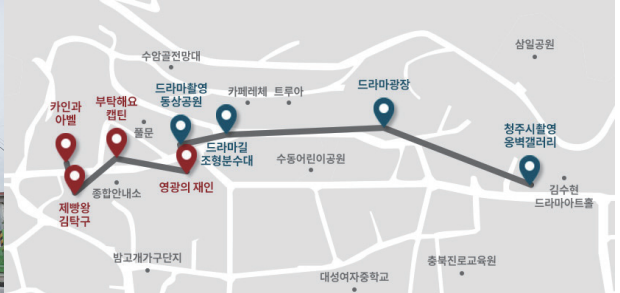 삼일공원
수암골전망대
드라마광장
드라마촬영
동상공원
카페레체
트루아
카인과
아벨
부탁해요
캡틴
풀문
청주시촬영
옹벽갤러리
드라마길
조형분수대
수동어린이공원
영광의 재인
종합안내소
김수현
드라마아트홀
제빵왕
김탁구
밤고개가구단지
충북진로교육원
대성여자중학교